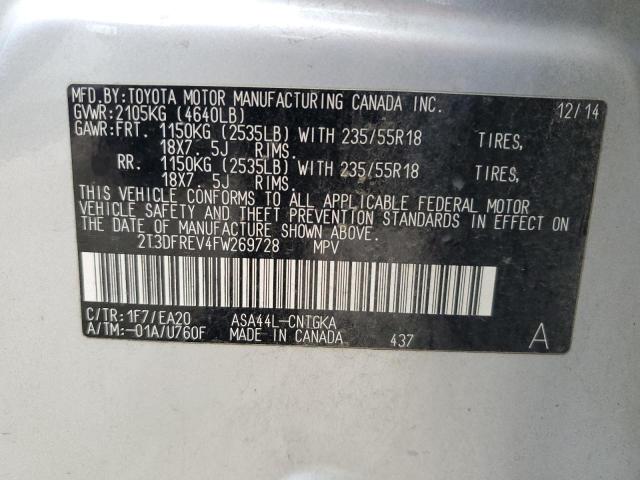 MFD.BY:TOYOTA MOTOR MANUFACTURING CANADA INC. 12/14
GVWR:2105KG (4640LB)
GAWR:FRT. 1150KG (2535LB) WITH 235/55R18 TIRES,
18X7. 5J RIMS.
RR. 1150KG (2535LB) WITH 235/55R18 TIRES,
18X7. 5J RIMS.
THIS VEHICLE CONFORMS TO ALL APPLICABLE FEDERAL MOTOR
VEHICLE SAFETY AND THEFT PREVENTION STANDARDS IN EFFECT ON
THE DATE OF MANUFACTURE SHOWN ABOVE.
2T3DFREV4FW269728 MPV
C/TR:1F7/EA20 ASA44L-CNTGKA
A/TM:-01A/U760F MADE IN CANADA 437 A